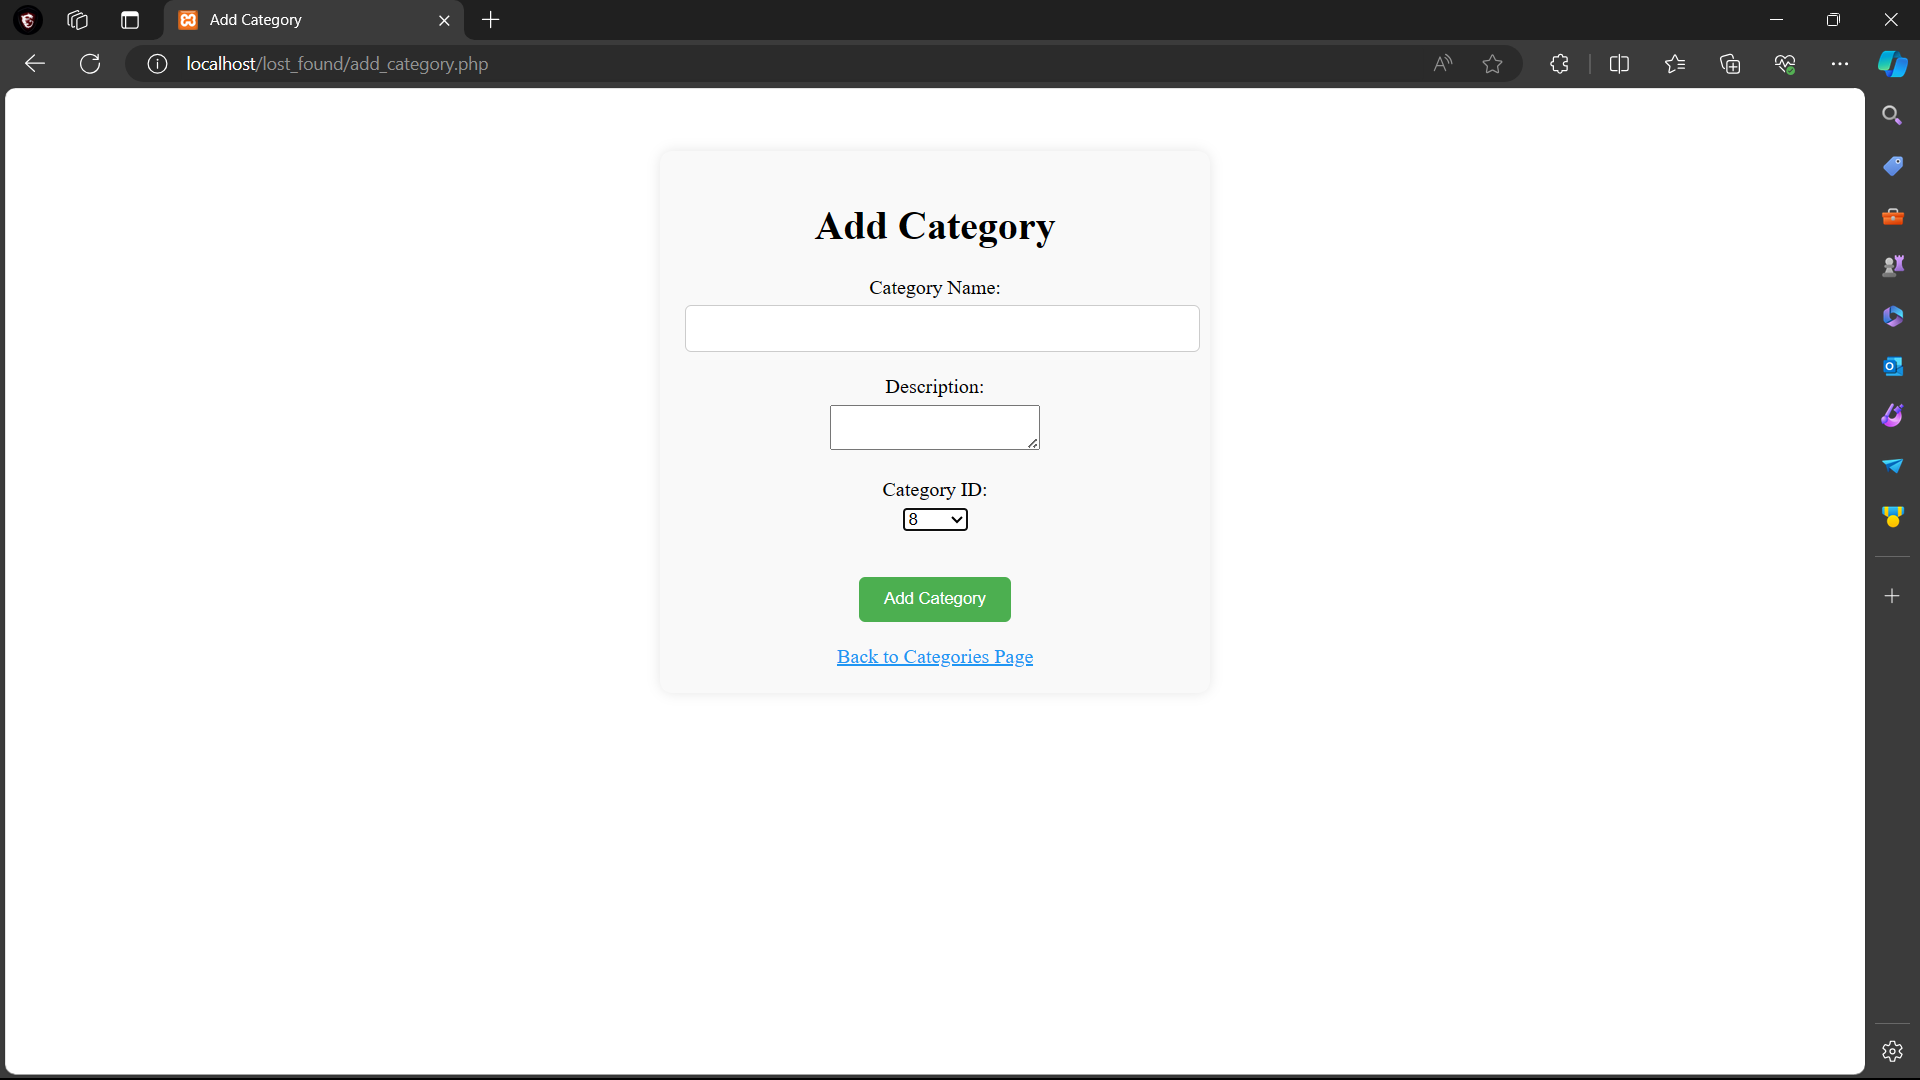 Add Category
localhost/lost_found/add_category.php
Add Category
Category Name:
Description:
Category ID:
8
Add Category
Back to Categories Page